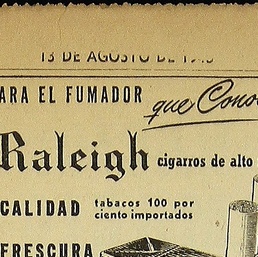 13 DE AGOSTO DE
ARA EL FUMADOR
que Cono
Raleigh cigarros de alto
CALIDAD
tabacos 100 por
ciento importados
FRESCURA